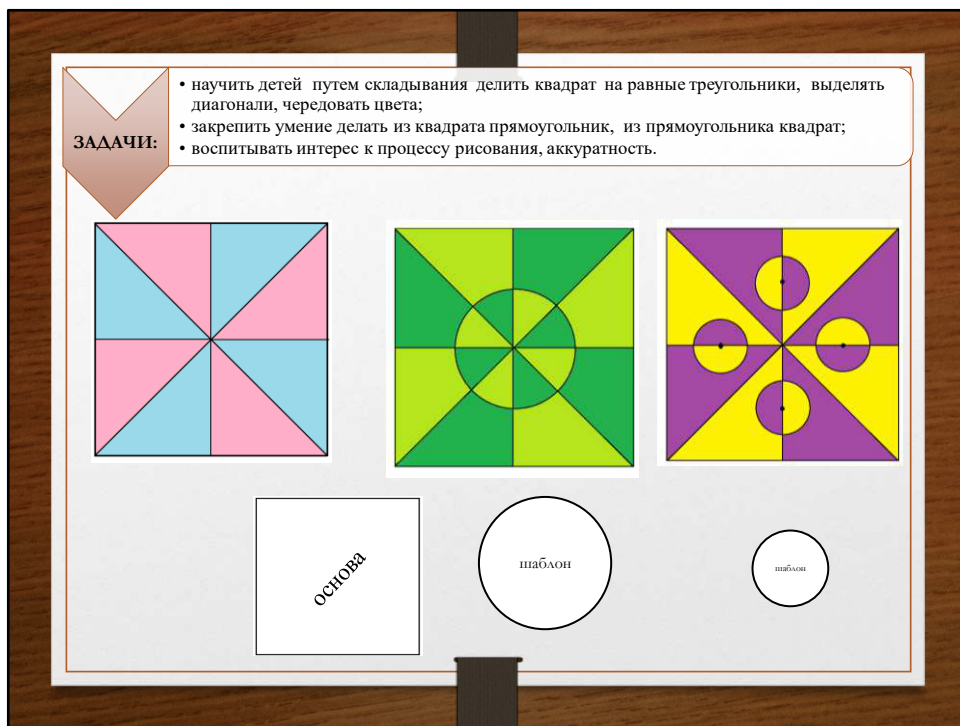 • научить детей путем складывания делить квадрат на равные треугольники, выделять
диагонали, чередовать цвета;
• закрепить умение делать из квадрата прямоугольник, из прямоугольника квадрат;
• воспитывать интерес к процессу рисования, аккуратность.
ЗАДАЧИ:
основа
шаблон
шаблон